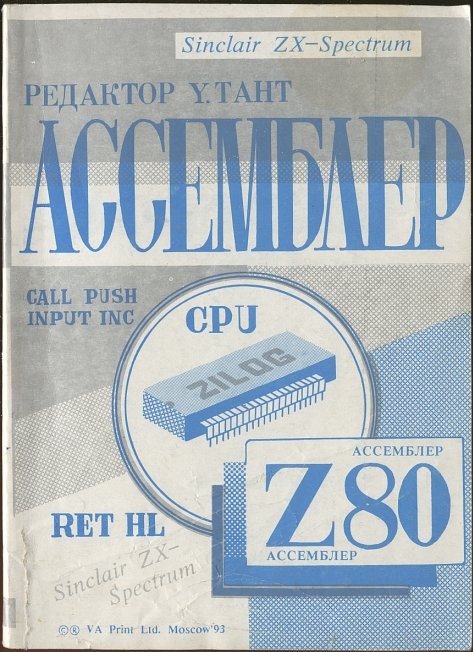 Sinclair ZX-Spectrum
РЕДАКТОР Y.ТАНТ
АССЕМБЛЕР
CALL PUSH
INPUT INC
CPU
ZILOG
АССЕМБЛЕР
Z80
АССЕМБЛЕР
RET HL
Sinclair ZX-
Spectrum
©® VA Print Ltd. Moscow'93